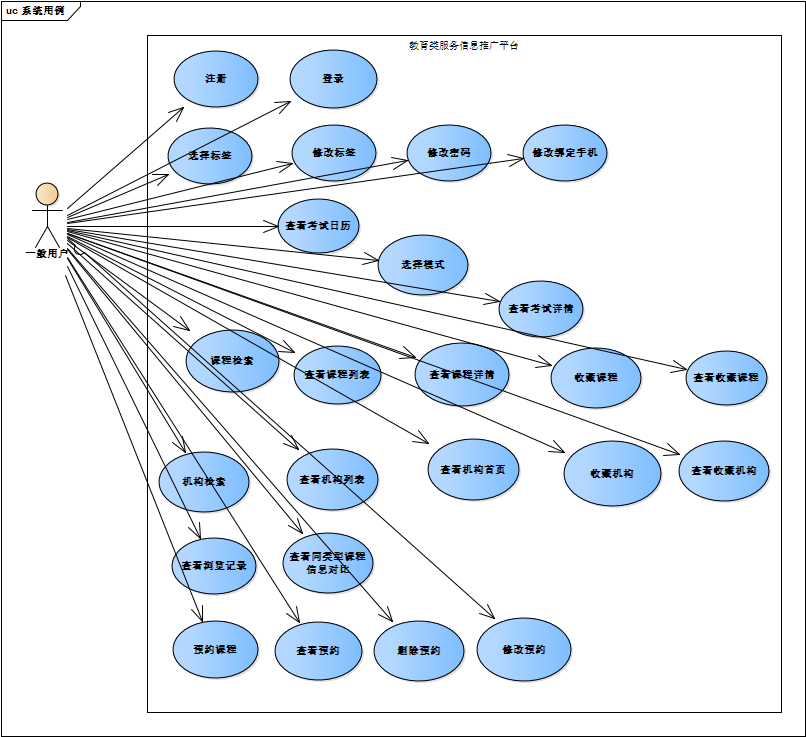 uc 系统用例
教育类服务信息推广平台
注册
登录
选择标签
修改标签
修改密码
修改绑定手机
一般用户
查看考试日历
选择模式
查看考试详情
课程检索
查看课程列表
查看课程详情
收藏课程
查看收藏课程
机构检索
查看机构列表
查看机构首页
收藏机构
查看收藏机构
查看浏览记录
查看同类型课程
信息对比
预约课程
查看预约
删除预约
修改预约